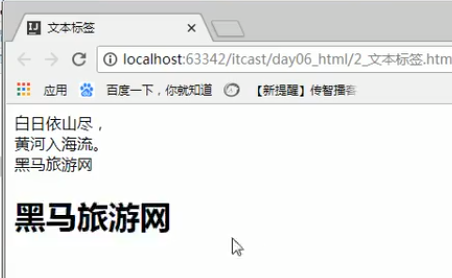 文本标签
localhost:63342/itcast/day06_html/2_文本标签.htm
应用
百度一下，你就知道
【新提醒】传智播客
白日依山尽，
黄河入海流。
黑马旅游网
黑马旅游网